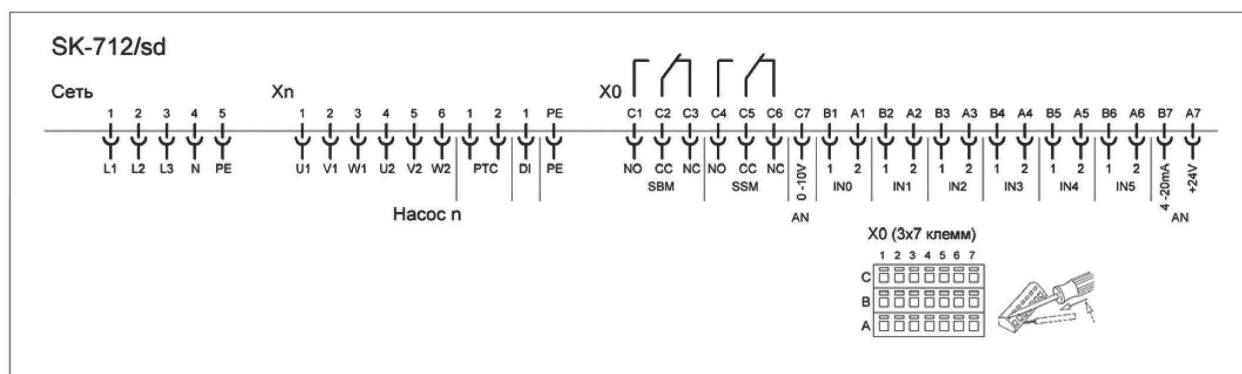 SK-712/sd
Сеть Xn X0
1 2 3 4 5 1 2 3 4 5 6 1 2 1 PE C1 C2 C3 C4 C5 C6 C7 B1 A1 B2 A2 B3 A3 B4 A4 B5 A5 B6 A6 B7 A7
L1 L2 L3 N PE U1 V1 W1 U2 V2 W2 PTC DI PE NO CC NC NO CC NC 0 -10V 1 2 1 2 1 2 1 2 1 2 1 2 4 -20mA +24V
SBM SSM IN0 IN1 IN2 IN3 IN4 IN5
Насос n AN AN
X0 (3x7 клемм)
1 2 3 4 5 6 7
C
B
A